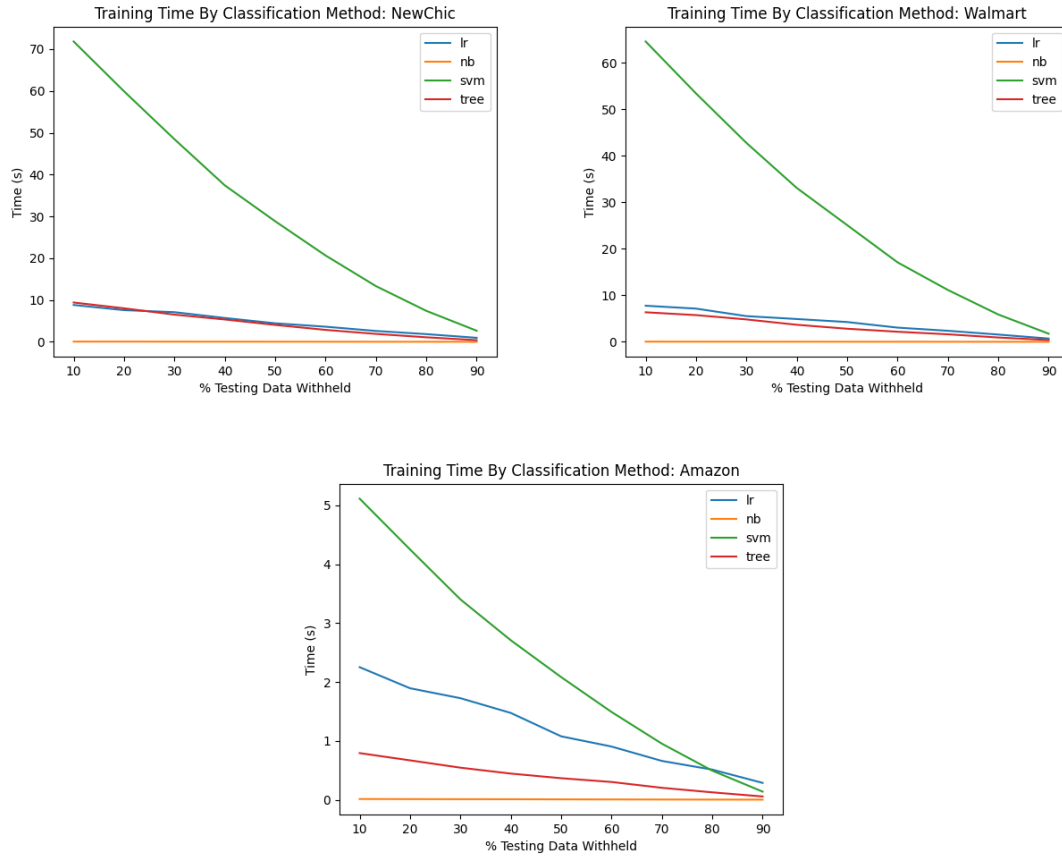 Training Time By Classification Method: NewChic
70
60
50
40
30
20
10
0
Time (s)
lr
nb
svm
tree
10 20 30 40 50 60 70 80 90
% Testing Data Withheld
Training Time By Classification Method: Walmart
60
50
40
30
20
10
0
Time (s)
lr
nb
svm
tree
10 20 30 40 50 60 70 80 90
% Testing Data Withheld
Training Time By Classification Method: Amazon
5
4
3
2
1
0
Time (s)
lr
nb
svm
tree
10 20 30 40 50 60 70 80 90
% Testing Data Withheld